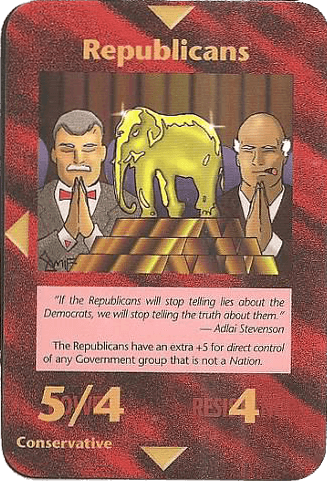 Republicans
"If the Republicans will stop telling lies about the
Democrats, we will stop telling the truth about them."
— Adlai Stevenson
The Republicans have an extra +5 for direct control
of any Government group that is not a Nation.
5/4 4
Conservative